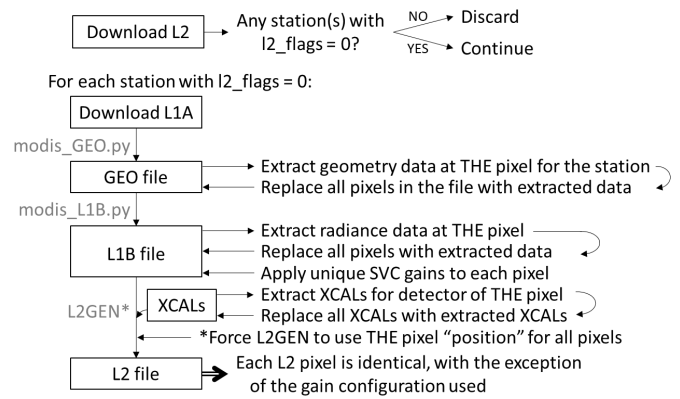 Download L2
Any station(s) with
l2_flags = 0?
NO
Discard
YES
Continue
For each station with l2_flags = 0:
Download L1A
modis_GEO.py
GEO file
Extract geometry data at THE pixel for the station
Replace all pixels in the file with extracted data
modis_L1B.py
L1B file
Extract radiance data at THE pixel
Replace all pixels with extracted data
Apply unique SVC gains to each pixel
L2GEN*
XCALs
Extract XCALs for detector of THE pixel
Replace all XCALs with extracted XCALs
*Force L2GEN to use THE pixel “position” for all pixels
L2 file
Each L2 pixel is identical, with the exception
of the gain configuration used